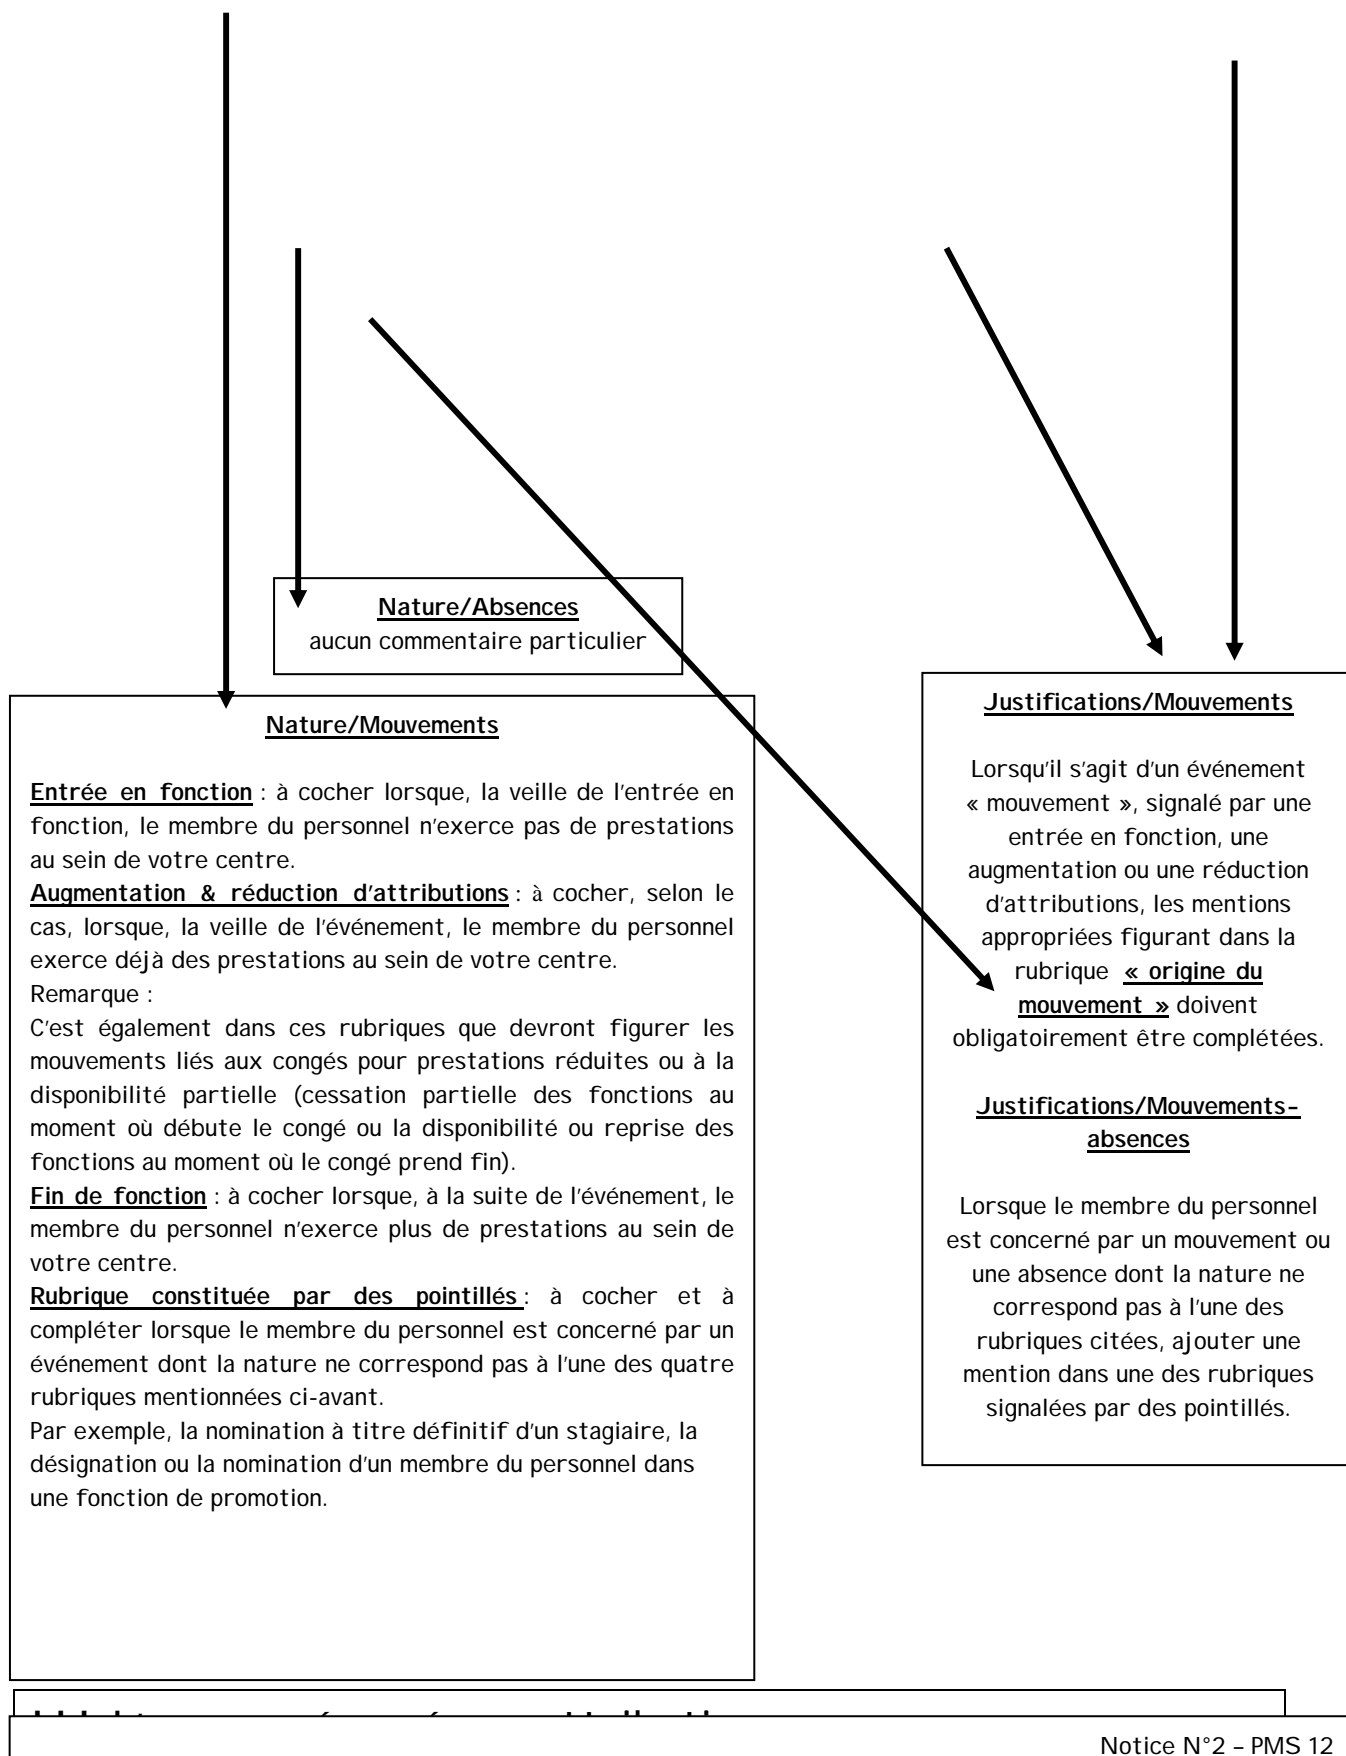 Nature/Absences
aucun commentaire particulier
Nature/Mouvements
Entrée en fonction : à cocher lorsque, la veille de l'entrée en
fonction, le membre du personnel n'exerce pas de prestations
au sein de votre centre.
Augmentation & réduction d'attributions : à cocher, selon le
cas, lorsque, la veille de l'événement, le membre du personnel
exerce déjà des prestations au sein de votre centre.
Remarque :
C'est également dans ces rubriques que devront figurer les
mouvements liés aux congés pour prestations réduites ou à la
disponibilité partielle (cessation partielle des fonctions au
moment où débute le congé ou la disponibilité ou reprise des
fonctions au moment où le congé prend fin).
Fin de fonction : à cocher lorsque, à la suite de l'événement, le
membre du personnel n'exerce plus de prestations au sein de
votre centre.
Rubrique constituée par des pointillés : à cocher et à
compléter lorsque le membre du personnel est concerné par un
événement dont la nature ne correspond pas à l'une des quatre
rubriques mentionnées ci-avant.
Par exemple, la nomination à titre définitif d'un stagiaire, la
désignation ou la nomination d'un membre du personnel dans
une fonction de promotion.
Justifications/Mouvements
Lorsqu'il s'agit d'un événement
« mouvement », signalé par une
entrée en fonction, une
augmentation ou une réduction
d'attributions, les mentions
appropriées figurant dans la
rubrique « origine du
mouvement » doivent
obligatoirement être complétées.
Justifications/Mouvements-
absences
Lorsque le membre du personnel
est concerné par un mouvement ou
une absence dont la nature ne
correspond pas à l'une des
rubriques citées, ajouter une
mention dans une des rubriques
signalées par des pointillés.
Notice N°2 – PMS 12